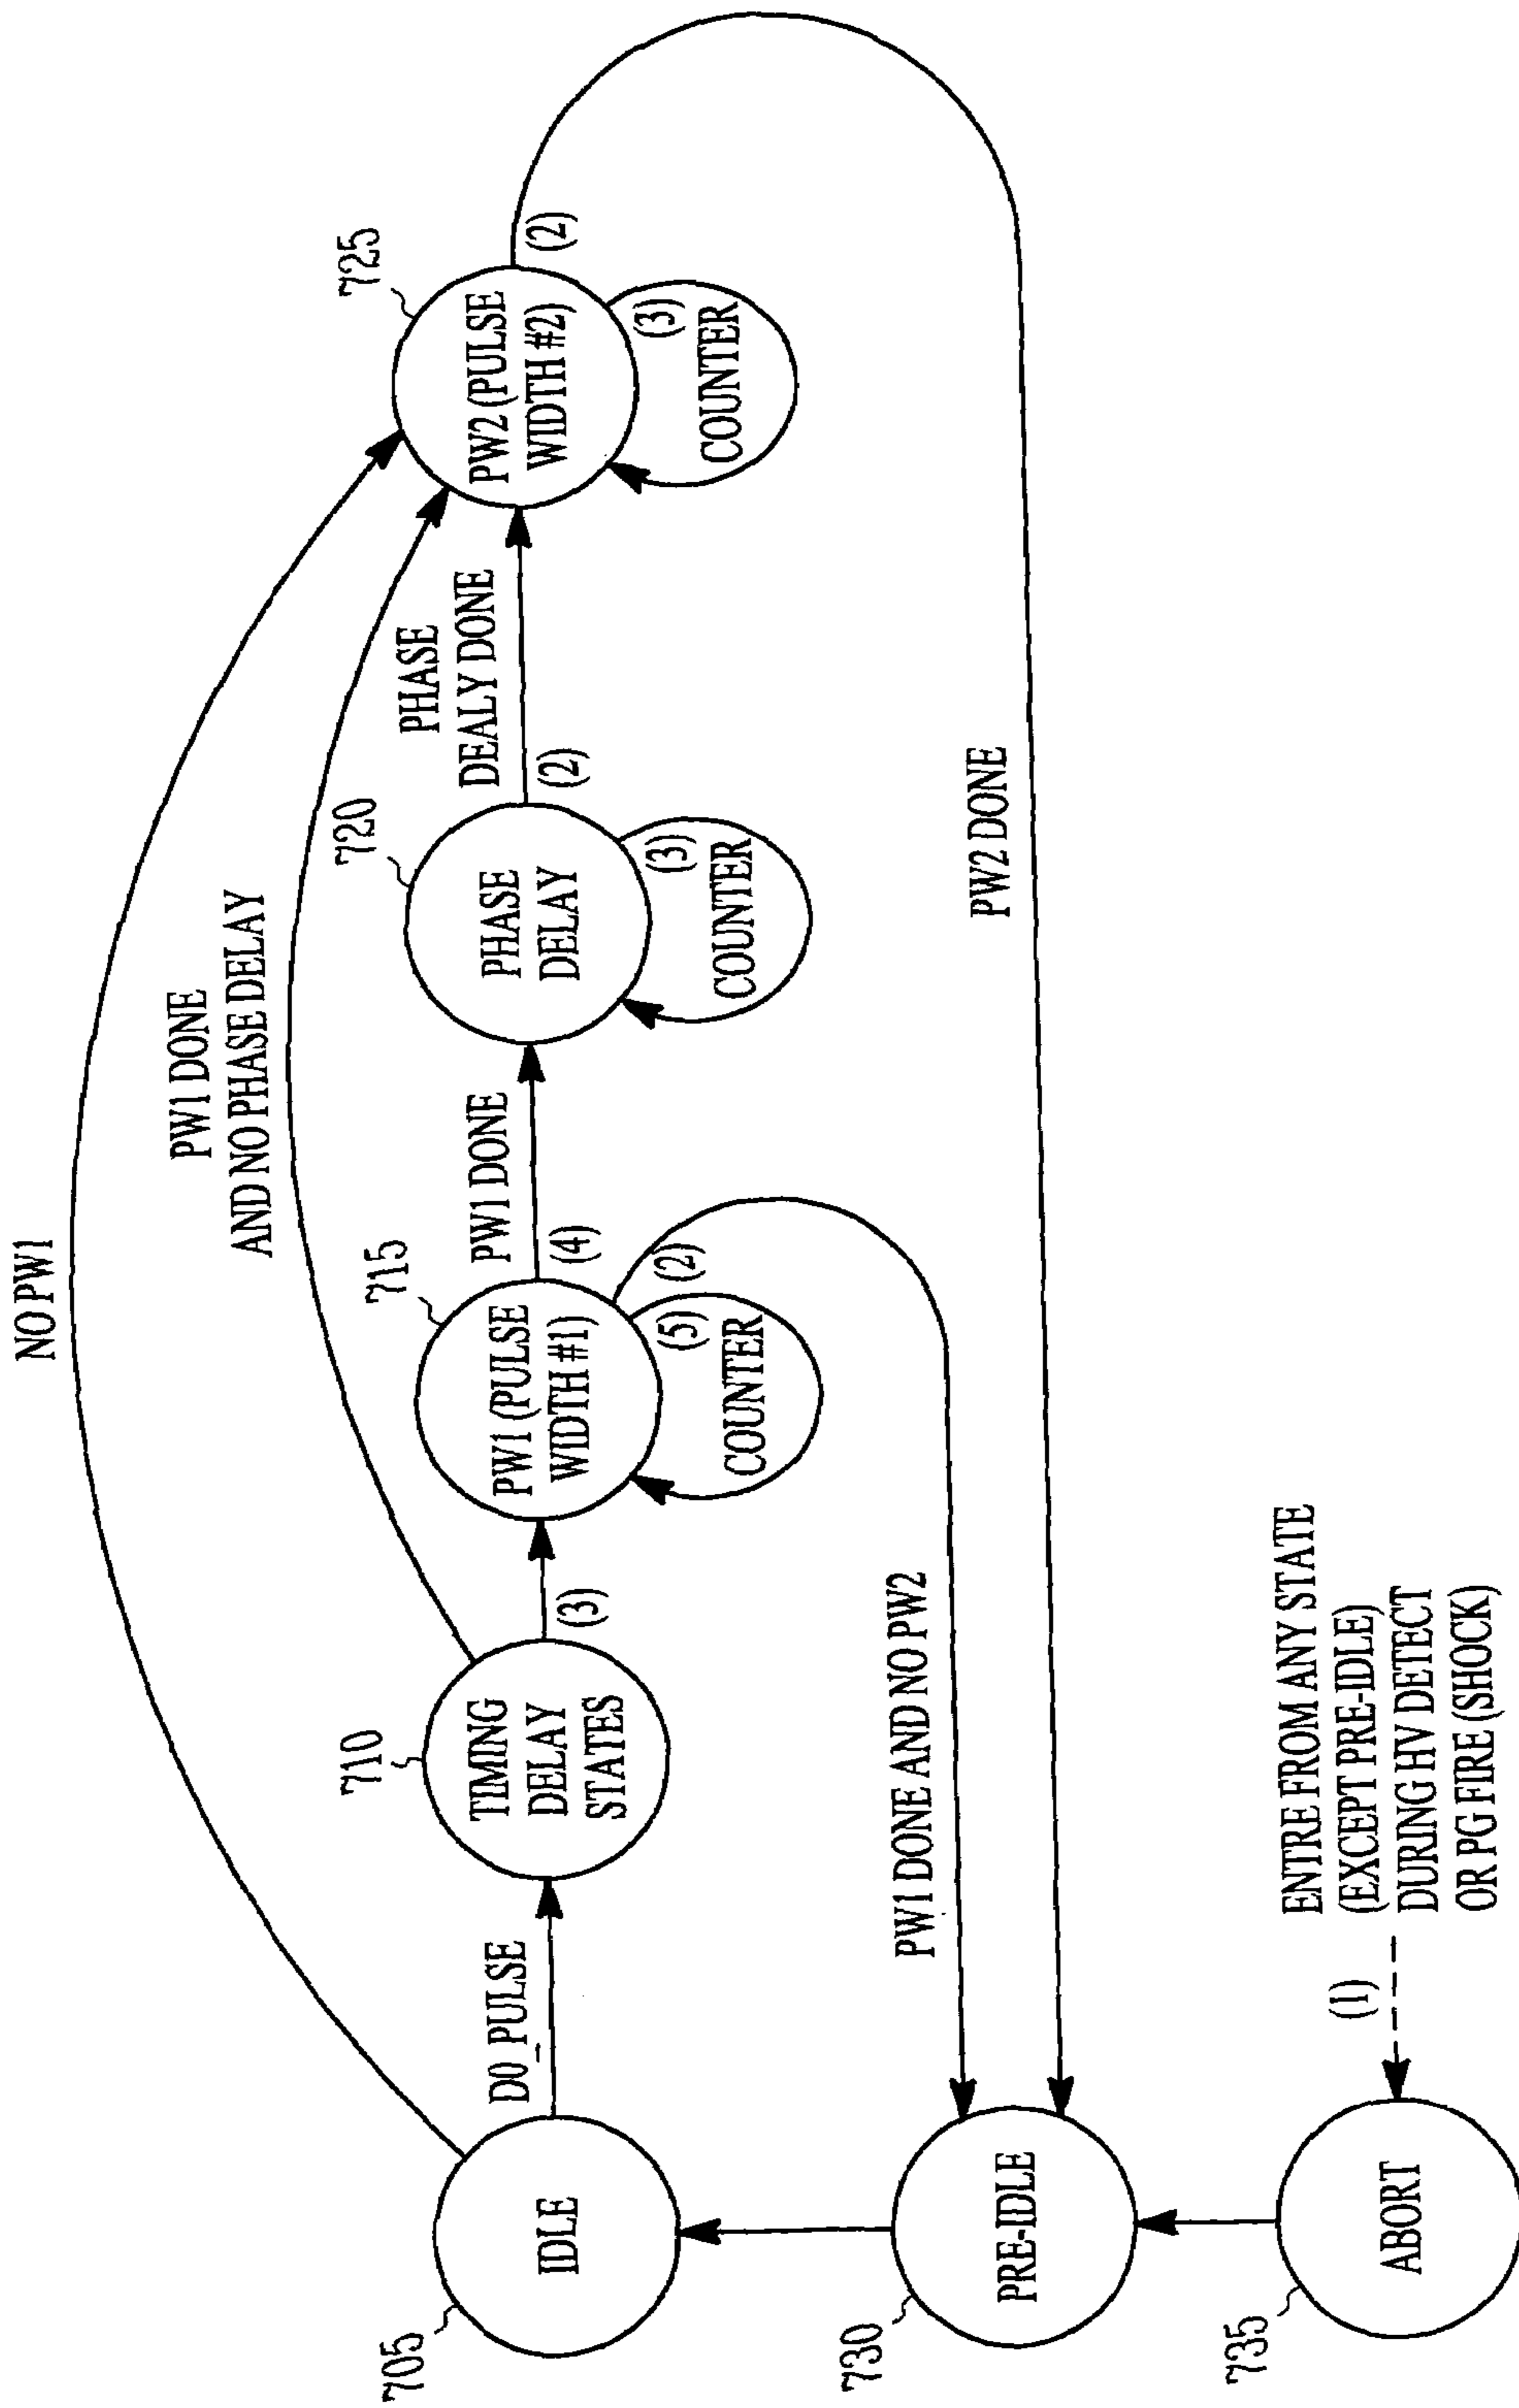 NO PW1
PW1 DONE
AND NO PHASE DELAY
705
IDLE
DO_PULSE
710
TIMING
DELAY
STATES
(3)
715
PW1 (PULSE
WIDTH #1)
(4)
PW1 DONE
(2)
(5)
COUNTER
720
PHASE
DELAY
(2)
PHASE
DEALY DONE
(3)
COUNTER
725
PW2 (PULSE
WIDTH #2)
(2)
(3)
COUNTER
PW1 DONE AND NO PW2
PW2 DONE
730
PRE-IDLE
735
ABORT
(1)
ENTRE FROM ANY STATE
(EXCEPT PRE-IDLE)
DURING HV DETECT
OR PG FIRE (SHOCK)